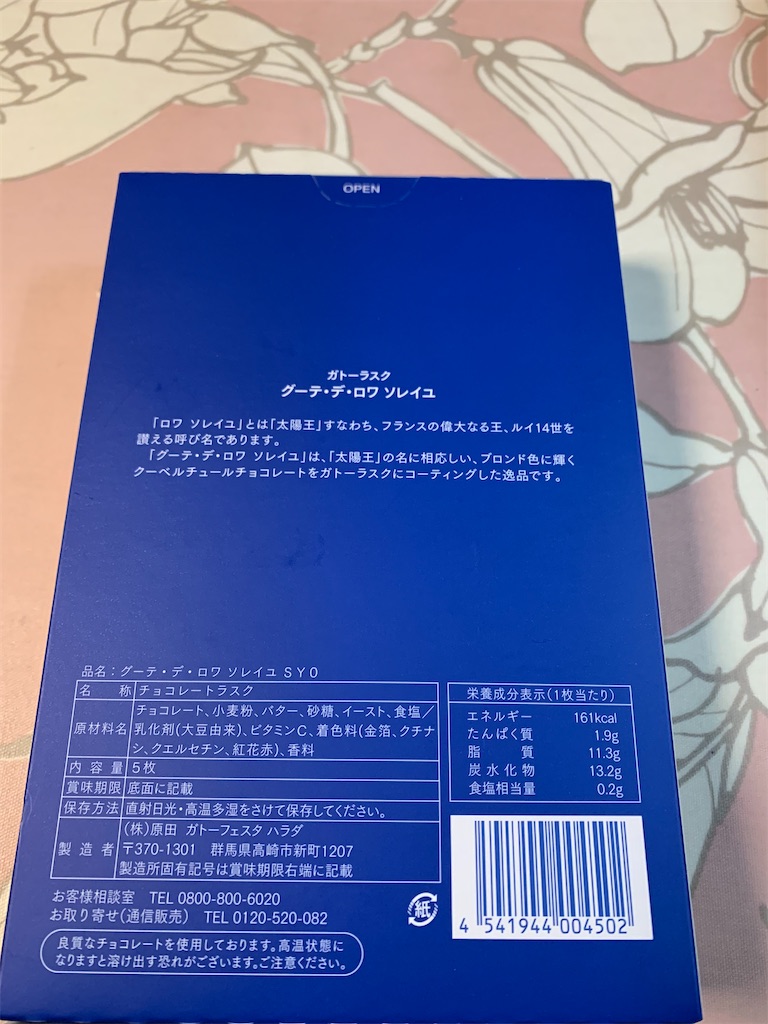 OPEN
ガトーラスク
グーテ・デ・ロワ ソレイユ
「ロワ ソレイユ」とは「太陽王」すなわち、フランスの偉大なる王、ルイ14世を
讃える呼び名であります。
「グーテ・デ・ロワ ソレイユ」は、「太陽王」の名に相応しい、ブロンド色に輝く
クーベルチュールチョコレートをガトーラスクにコーティングした逸品です。
品名：グーテ・デ・ロワ ソレイユ SY0
名 称 チョコレートラスク
原材料名 チョコレート、小麦粉、バター、砂糖、イースト、食塩／
乳化剤(大豆由来)、ビタミンC、着色料(金箔、クチナ
シ、クエルセチン、紅花赤)、香料
内容量 5枚
賞味期限 底面に記載
保存方法 直射日光・高温多湿をさけて保存してください。
製造者 (株)原田 ガトーフェスタ ハラダ
〒370-1301 群馬県高崎市新町1207
製造所固有記号は賞味期限右端に記載
栄養成分表示(1枚当たり)
エネルギー 161kcal
たんぱく質 1.9g
脂質 11.3g
炭水化物 13.2g
食塩相当量 0.2g
お客様相談室 TEL 0800-800-6020
お取り寄せ(通信販売) TEL 0120-520-082
紙
4 541944 004502
良質なチョコレートを使用しております。高温状態に
なりますと溶け出す恐れがございます。ご注意ください。